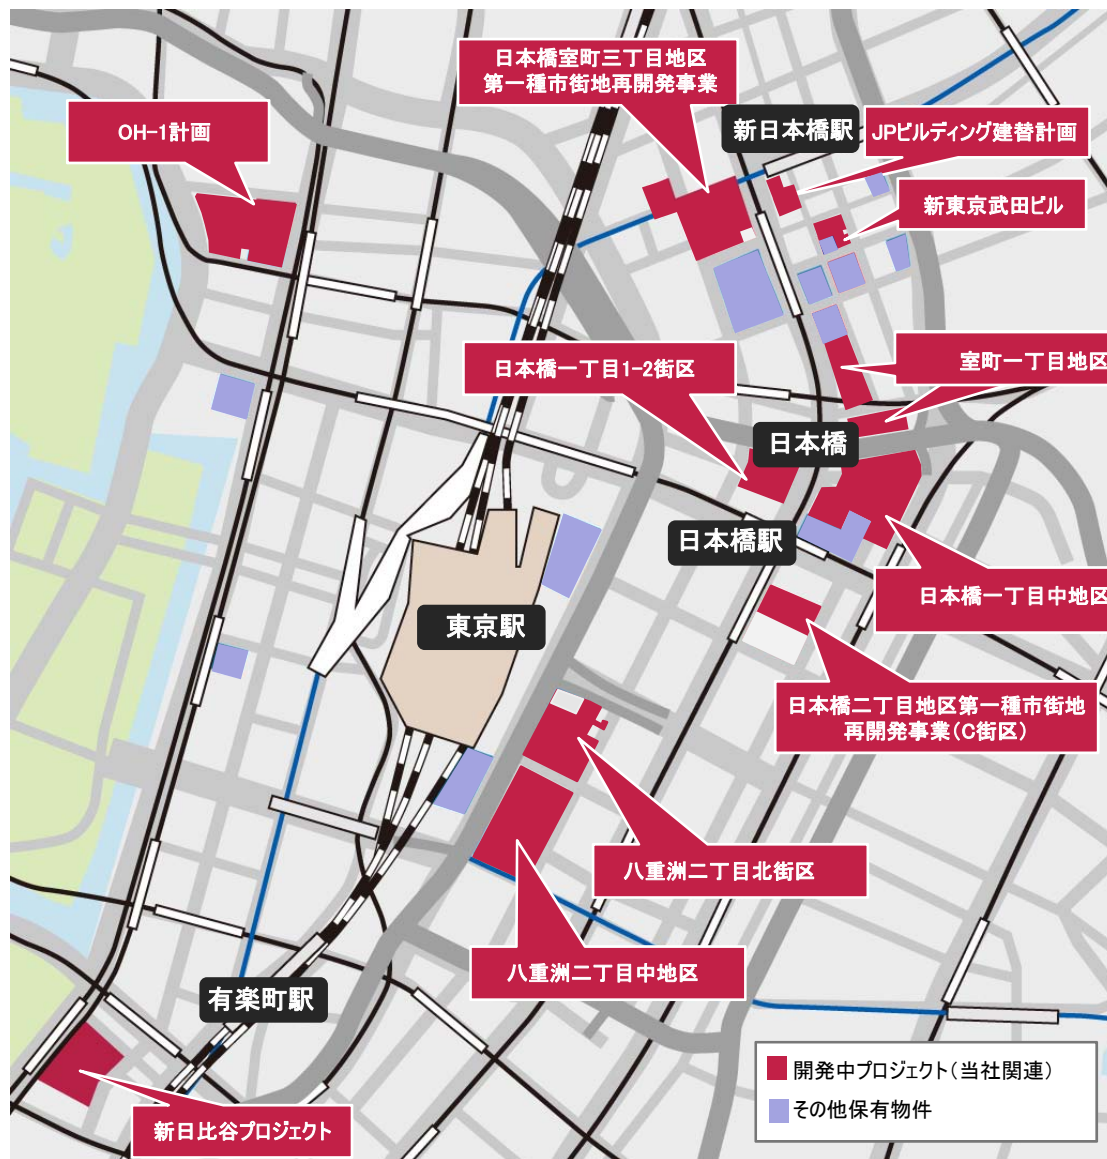 日本橋室町三丁目地区
第一種市街地再開発事業
OH-1計画
新日本橋駅
JPビルディング建替計画
新東京武田ビル
日本橋一丁目1-2街区
室町一丁目地区
日本橋
日本橋駅
日本橋一丁目中地区
東京駅
日本橋二丁目地区第一種市街地
再開発事業(C街区)
八重洲二丁目北街区
八重洲二丁目中地区
有楽町駅
新日比谷プロジェクト
開発中プロジェクト(当社関連)
その他保有物件